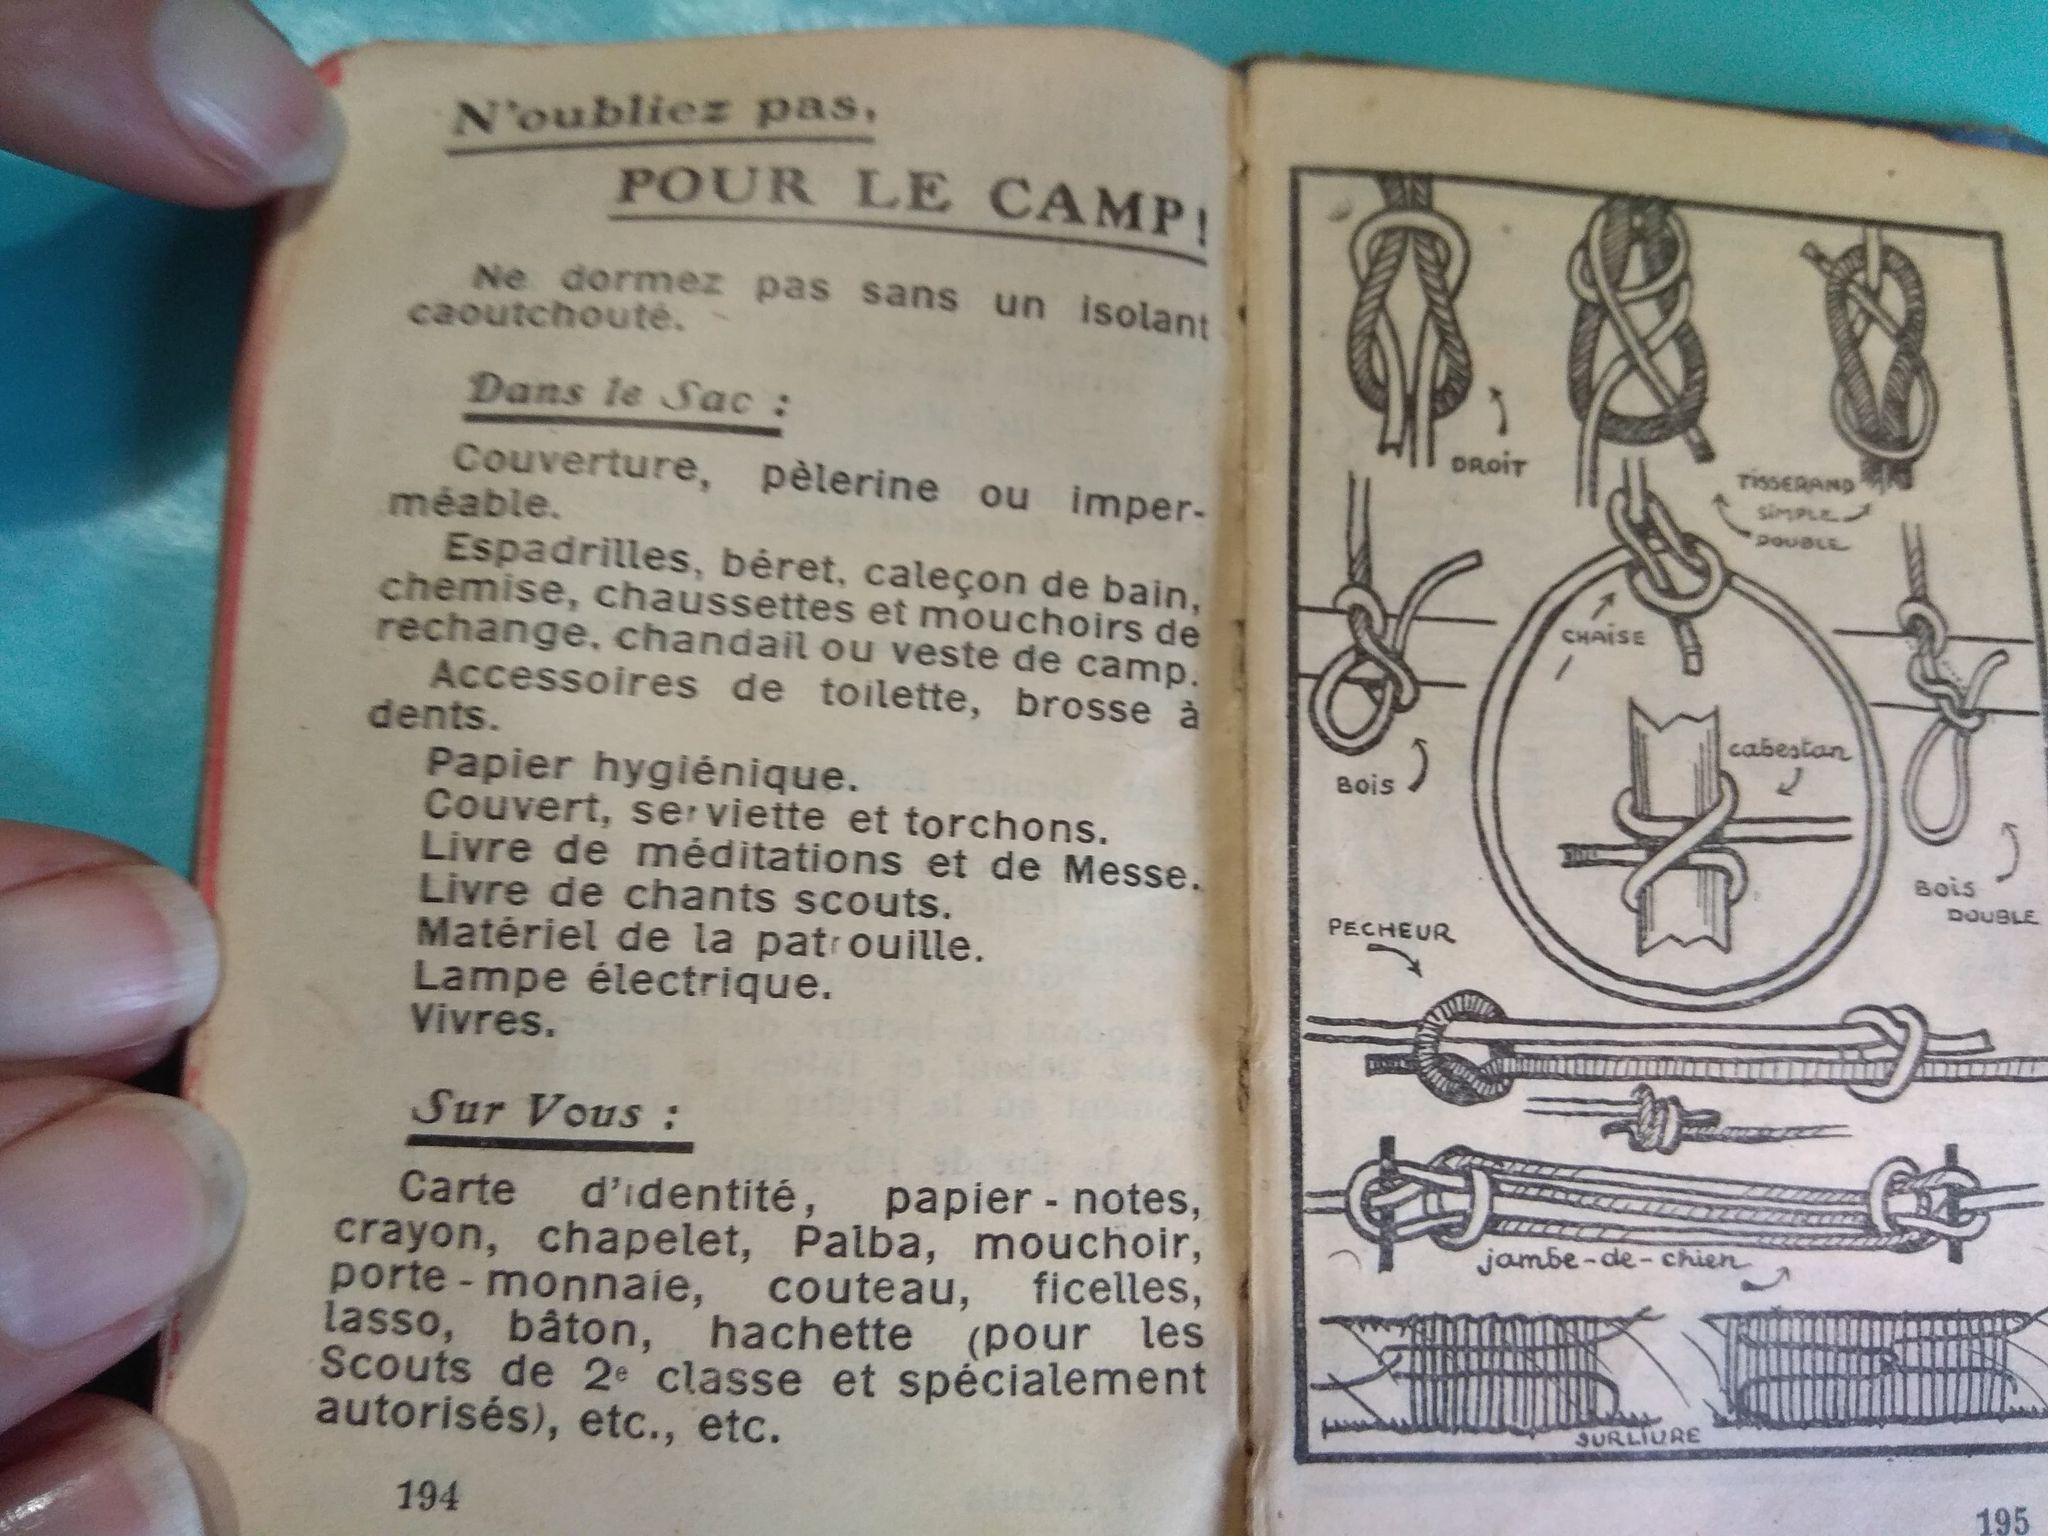 N'oubliez pas,
POUR LE CAMP!
Ne dormez pas sans un isolant
caoutchouté.
Dans le Sac :
Couverture, pèlerine ou imper-
méable.
Espadrilles, béret, caleçon de bain,
chemise, chaussettes et mouchoirs de
rechange, chandail ou veste de camp.
Accessoires de toilette, brosse à
dents.
Papier hygiénique.
Couvert, serviette et torchons.
Livre de méditations et de Messe.
Livre de chants scouts.
Matériel de la patrouille.
Lampe électrique.
Vivres.
Sur Vous :
Carte d'identité, papier - notes,
crayon, chapelet, Palba, mouchoir,
porte - monnaie, couteau, ficelles,
lasso, bâton, hachette (pour les
Scouts de 2e classe et spécialement
autorisés), etc., etc.
194
DROIT
TISSERAND
SIMPLE
DOUBLE
CHAISE
cabestan
BOIS
BOIS
DOUBLE
PECHEUR
jambe-de-chien
SURLIURE
195